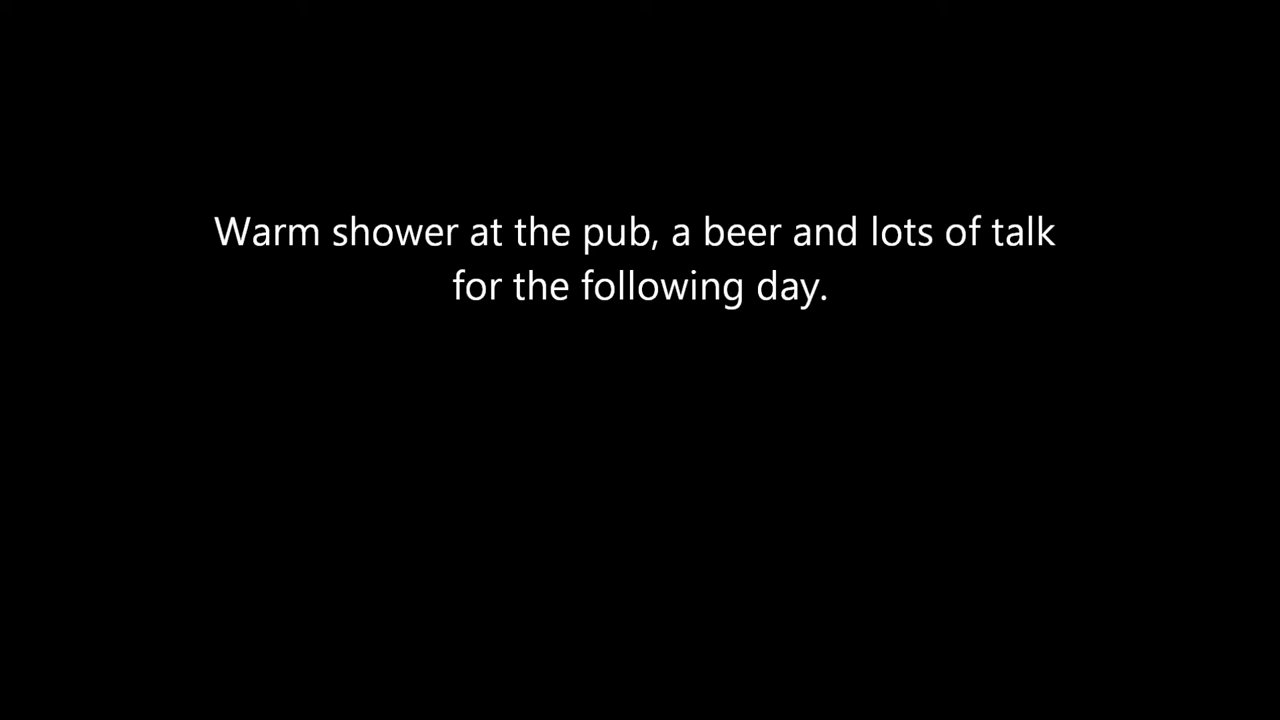 Warm shower at the pub, a beer and lots of talk
for the following day.